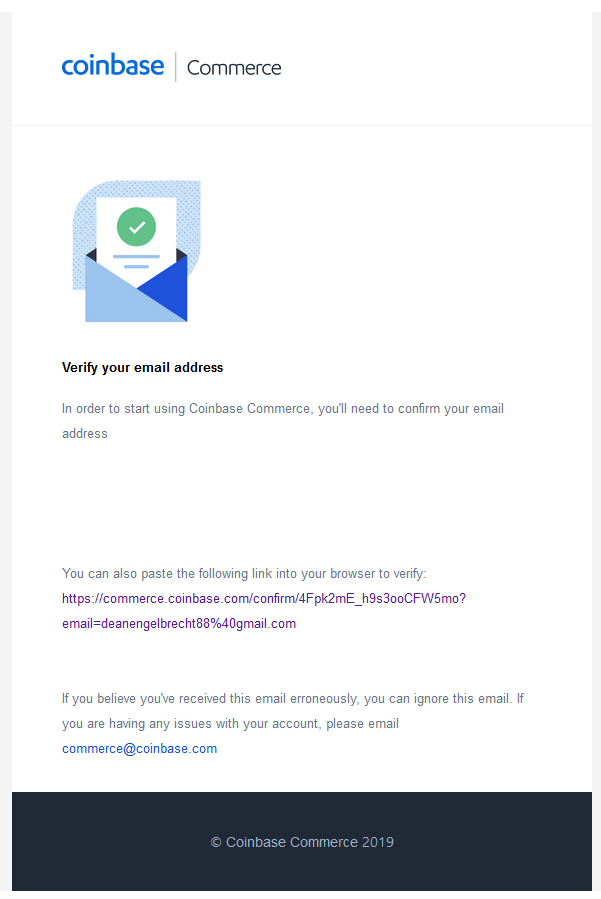 coinbase | Commerce
Verify your email address
In order to start using Coinbase Commerce, you'll need to confirm your email
address
You can also paste the following link into your browser to verify:
https://commerce.coinbase.com/confirm/4Fpk2mE_h9s3ooCFW5mo?
email=deanengelbrecht88%40gmail.com
If you believe you've received this email erroneously, you can ignore this email. If
you are having any issues with your account, please email
commerce@coinbase.com
© Coinbase Commerce 2019